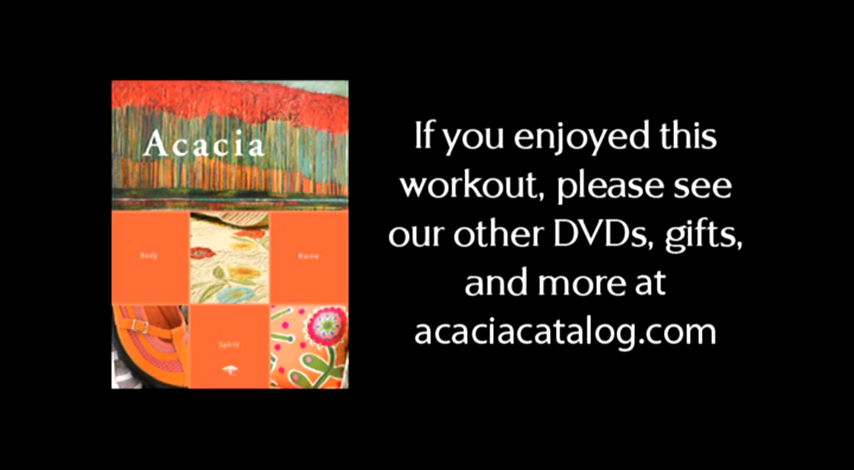 Acacia
Body
Home
Spirit
If you enjoyed this
workout, please see
our other DVDs, gifts,
and more at
acaciacatalog.com